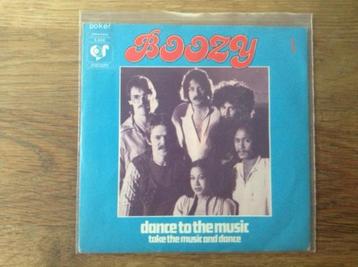 poker
BOOZY
dance to the music
take the music and dance